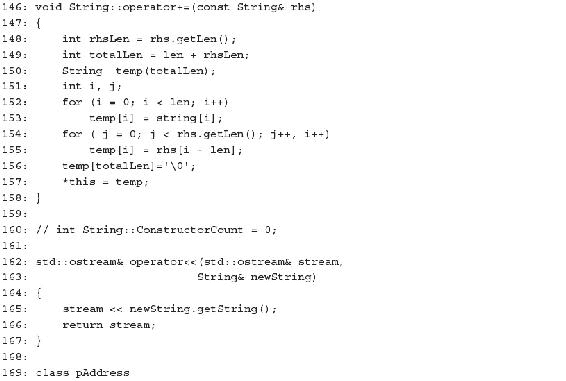 146: void String::operator+=(const String& rhs)
147: {
148:     int rhsLen = rhs.getLen();
149:     int totalLen = len + rhsLen;
150:     String  temp(totalLen);
151:     int i, j;
152:     for (i = 0; i < len; i++)
153:         temp[i] = string[i];
154:     for ( j = 0; j < rhs.getLen(); j++, i++)
155:         temp[i] = rhs[i - len];
156:     temp[totalLen]='\0';
157:     *this = temp;
158: }
159:
160: // int String::ConstructorCount = 0;
161:
162: std::ostream& operator<<(std::ostream& stream,
163:                          String& newString)
164: {
165:     stream << newString.getString();
166:     return stream;
167: }
168:
169: class pAddress